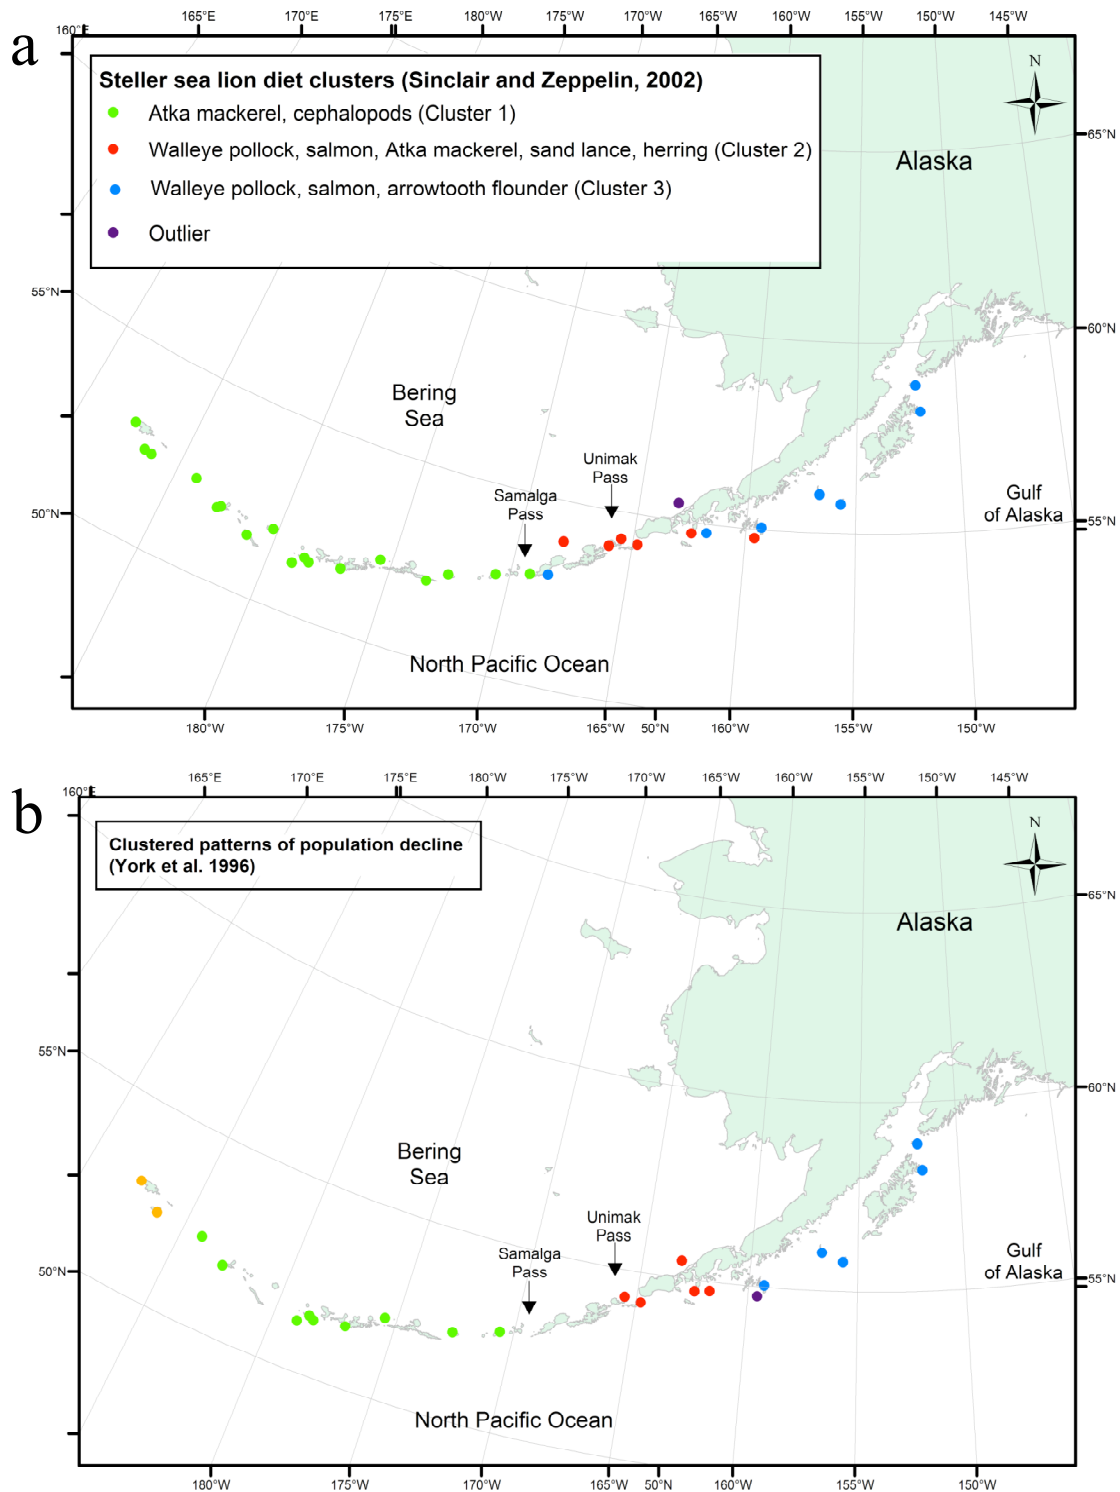 a
160°E 165°E 170°E 175°E 180°W 175°W 170°W 165°W 160°W 155°W 150°W 145°W
Steller sea lion diet clusters (Sinclair and Zeppelin, 2002)
Atka mackerel, cephalopods (Cluster 1)
Walleye pollock, salmon, Atka mackerel, sand lance, herring (Cluster 2)
Walleye pollock, salmon, arrowtooth flounder (Cluster 3)
Outlier
N
65°N
Alaska
55°N
60°N
Bering
Sea
Unimak
Pass
Samalga
Pass
Gulf
of Alaska
50°N
55°N
North Pacific Ocean
180°W 175°W 170°W 165°W 50°N 160°W 155°W 150°W
b
160°E 165°E 170°E 175°E 180°W 175°W 170°W 165°W 160°W 155°W 150°W 145°W
Clustered patterns of population decline
(York et al. 1996)
N
65°N
Alaska
55°N
60°N
Bering
Sea
Unimak
Pass
Samalga
Pass
Gulf
of Alaska
50°N
55°N
North Pacific Ocean
180°W 175°W 170°W 165°W 50°N 160°W 155°W 150°W